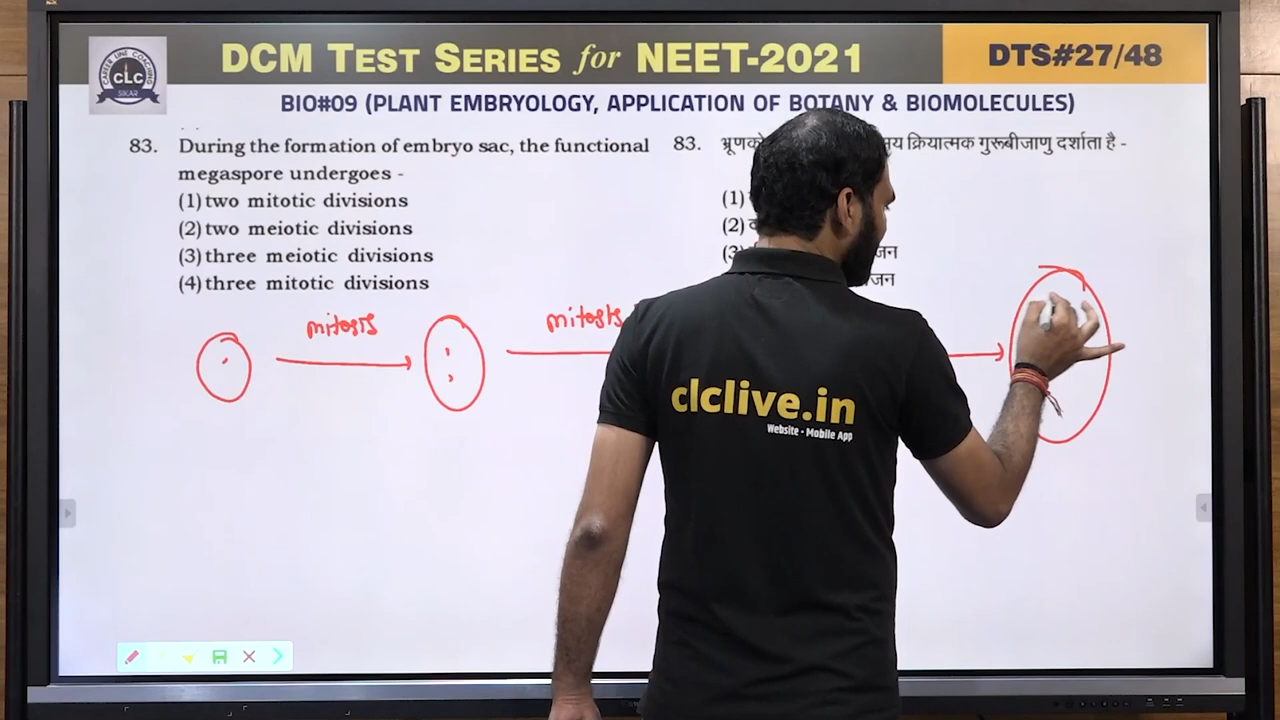 DCM TEST SERIES for NEET-2021
DTS#27/48
CAREER LINE COACHING
CLC
SIKAR
BIO#09 (PLANT EMBRYOLOGY, APPLICATION OF BOTANY & BIOMOLECULES)
83. During the formation of embryo sac, the functional
megaspore undergoes -
(1) two mitotic divisions
(2) two meiotic divisions
(3) three meiotic divisions
(4) three mitotic divisions
83. क्रियात्मक गुरूबीजाणु दर्शाता है -
(1)
(2)
(3)
mitosis
mitosis
clclive.in
Website • Mobile App